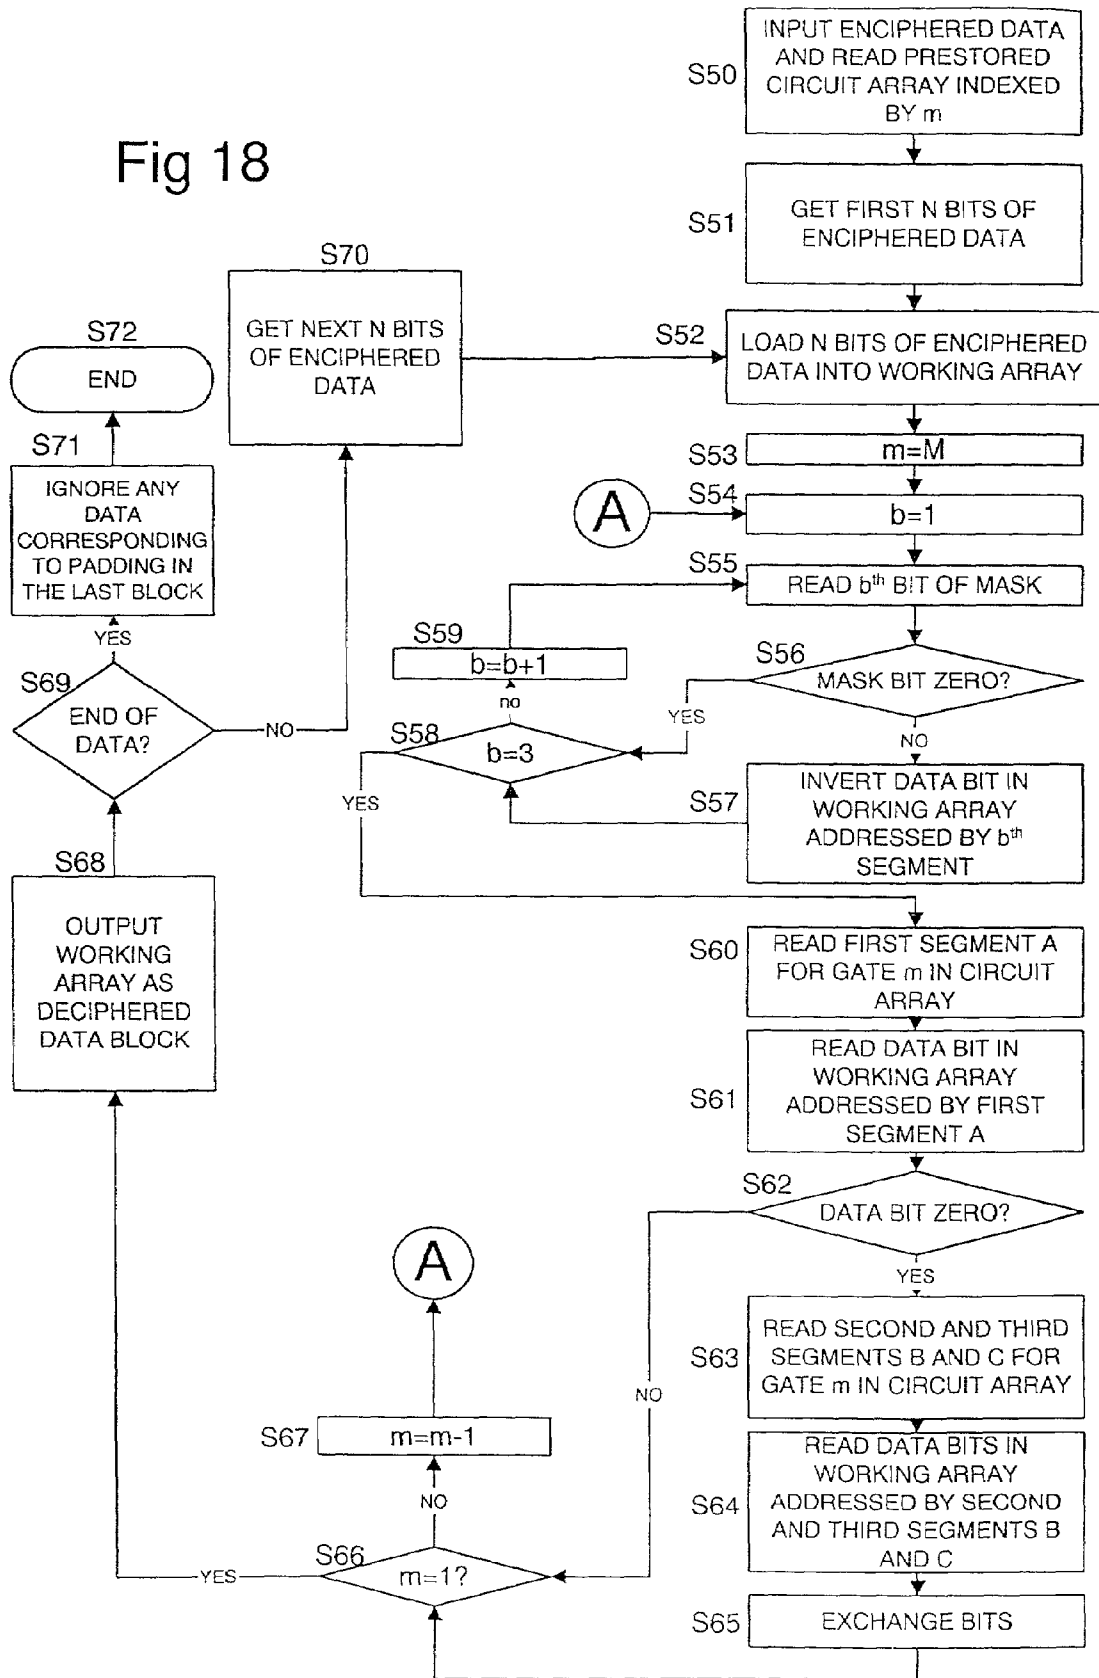 Fig 18
S50
INPUT ENCIPHERED DATA
AND READ PRESTORED
CIRCUIT ARRAY INDEXED
BY m
S51
GET FIRST N BITS OF
ENCIPHERED DATA
S70
GET NEXT N BITS
OF ENCIPHERED
DATA
S52
LOAD N BITS OF ENCIPHERED
DATA INTO WORKING ARRAY
S72
END
S71
IGNORE ANY
DATA
CORRESPONDING
TO PADDING IN
THE LAST BLOCK
YES
S69
END OF
DATA?
NO
S53
m=M
A
S54
b=1
S55
READ bth BIT OF MASK
S59
b=b+1
no
S56
MASK BIT ZERO?
YES
NO
S58
b=3
YES
S57
INVERT DATA BIT IN
WORKING ARRAY
ADDRESSED BY bth
SEGMENT
S68
OUTPUT
WORKING
ARRAY AS
DECIPHERED
DATA BLOCK
S60
READ FIRST SEGMENT A
FOR GATE m IN CIRCUIT
ARRAY
S61
READ DATA BIT IN
WORKING ARRAY
ADDRESSED BY FIRST
SEGMENT A
S62
DATA BIT ZERO?
YES
NO
A
S63
READ SECOND AND THIRD
SEGMENTS B AND C FOR
GATE m IN CIRCUIT ARRAY
S67
m=m-1
NO
S64
READ DATA BITS IN
WORKING ARRAY
ADDRESSED BY SECOND
AND THIRD SEGMENTS B
AND C
S66
m=1?
YES
S65
EXCHANGE BITS